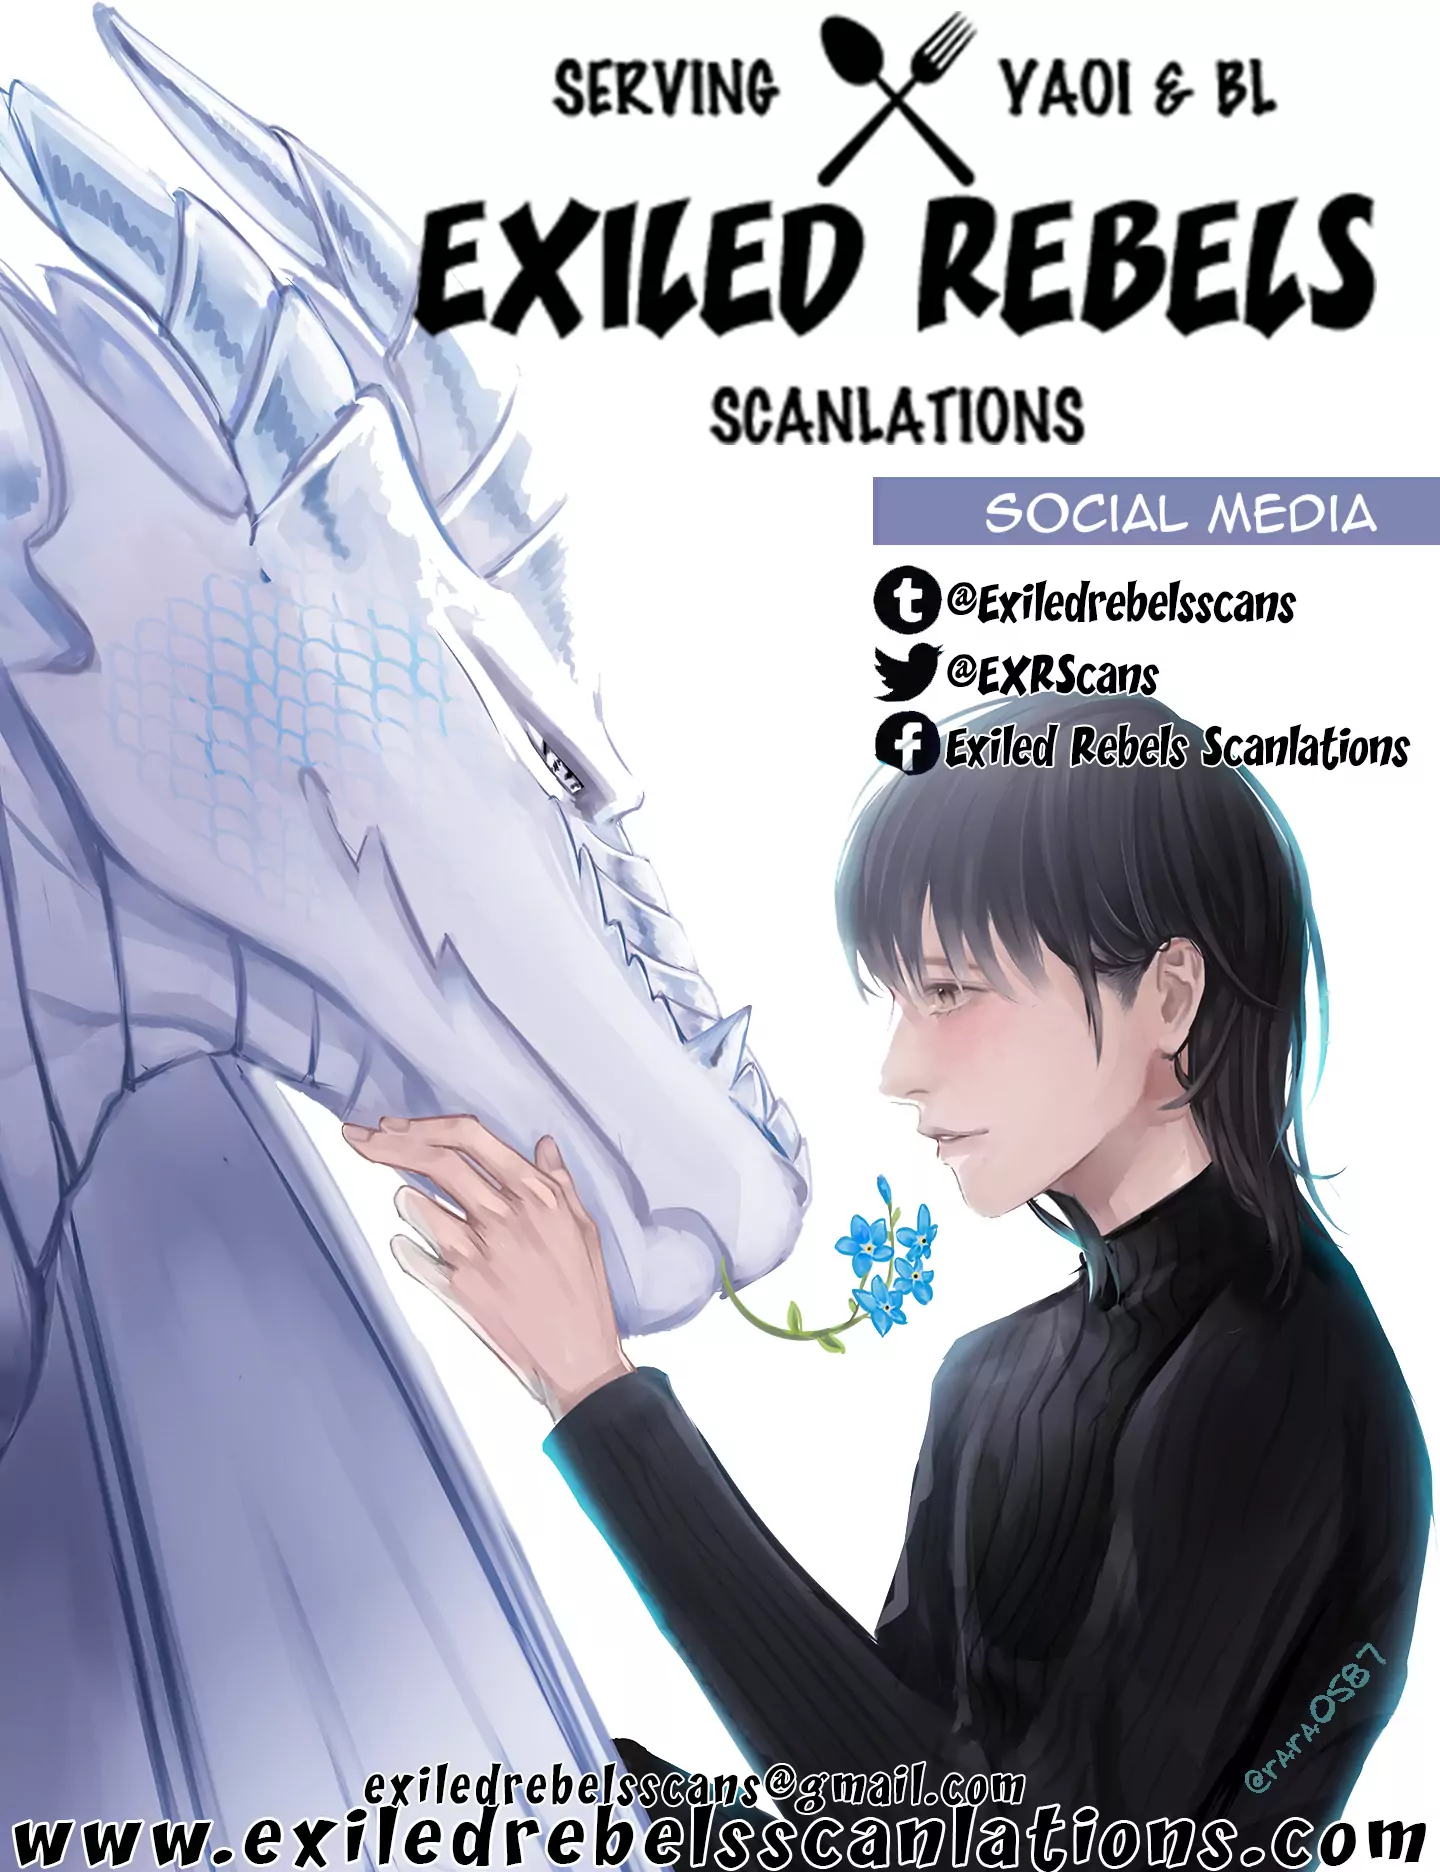 SERVING YAOI & BL
EXILED REBELS
SCANLATIONS
SOCIAL MEDIA
@Exiledrebelsscans
@EXRScans
Exiled Rebels Scanlations
@rara0587
exiledrebelsscans@gmail.com
www.exiledrebelsscanlations.com